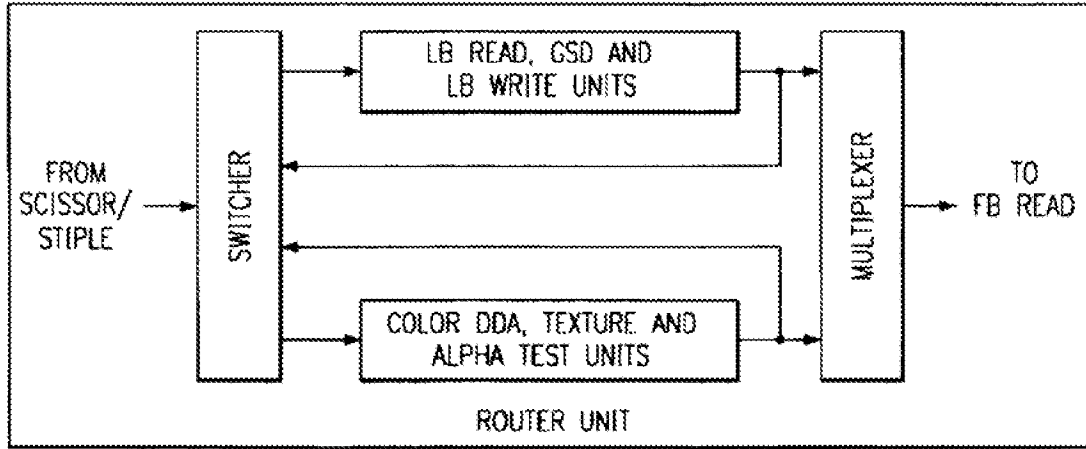 FROM
SCISSOR/
STIPLE
SWITCHER
LB READ, GSD AND
LB WRITE UNITS
COLOR DDA, TEXTURE AND
ALPHA TEST UNITS
MULTIPLEXER
TO
FB READ
ROUTER UNIT